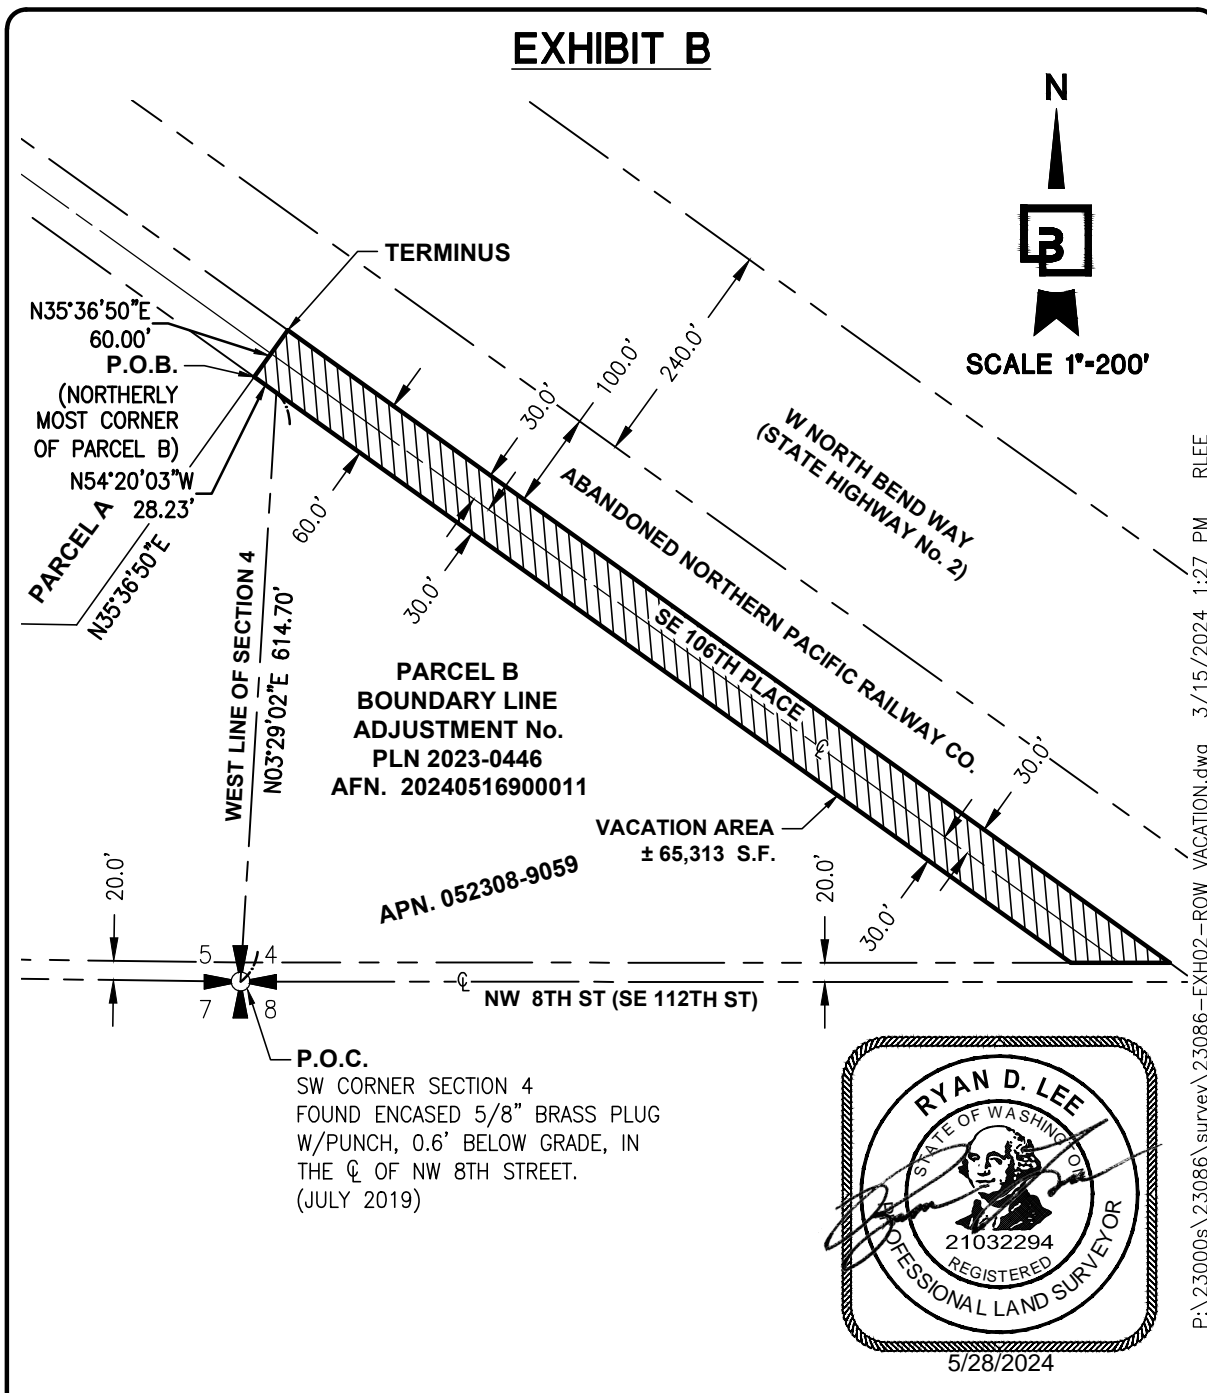 EXHIBIT B
N
B
SCALE 1"=200'
TERMINUS
N35°36'50"E
60.00'
P.O.B.
(NORTHERLY
MOST CORNER
OF PARCEL B)
N54°20'03"W
28.23'
PARCEL A
N35°36'50"E
WEST LINE OF SECTION 4
N03°29'02"E 614.70'
60.0'
30.0'
30.0'
100.0'
240.0'
W NORTH BEND WAY
(STATE HIGHWAY No. 2)
ABANDONED NORTHERN PACIFIC RAILWAY CO.
SE 106TH PLACE
℄
30.0'
PARCEL B
BOUNDARY LINE
ADJUSTMENT No.
PLN 2023-0446
AFN. 20240516900011
VACATION AREA
± 65,313 S.F.
APN. 052308-9059
20.0'
20.0'
30.0'
5 4
7 8
℄
NW 8TH ST (SE 112TH ST)
P.O.C.
SW CORNER SECTION 4
FOUND ENCASED 5/8" BRASS PLUG
W/PUNCH, 0.6' BELOW GRADE, IN
THE ℄ OF NW 8TH STREET.
(JULY 2019)
RYAN D. LEE
STATE OF WASHINGTON
21032294
REGISTERED
PROFESSIONAL LAND SURVEYOR
5/28/2024
P:\23000s\23086\survey\23086-EXH02-ROW VACATION.dwg 3/15/2024 1:27 PM RLEE